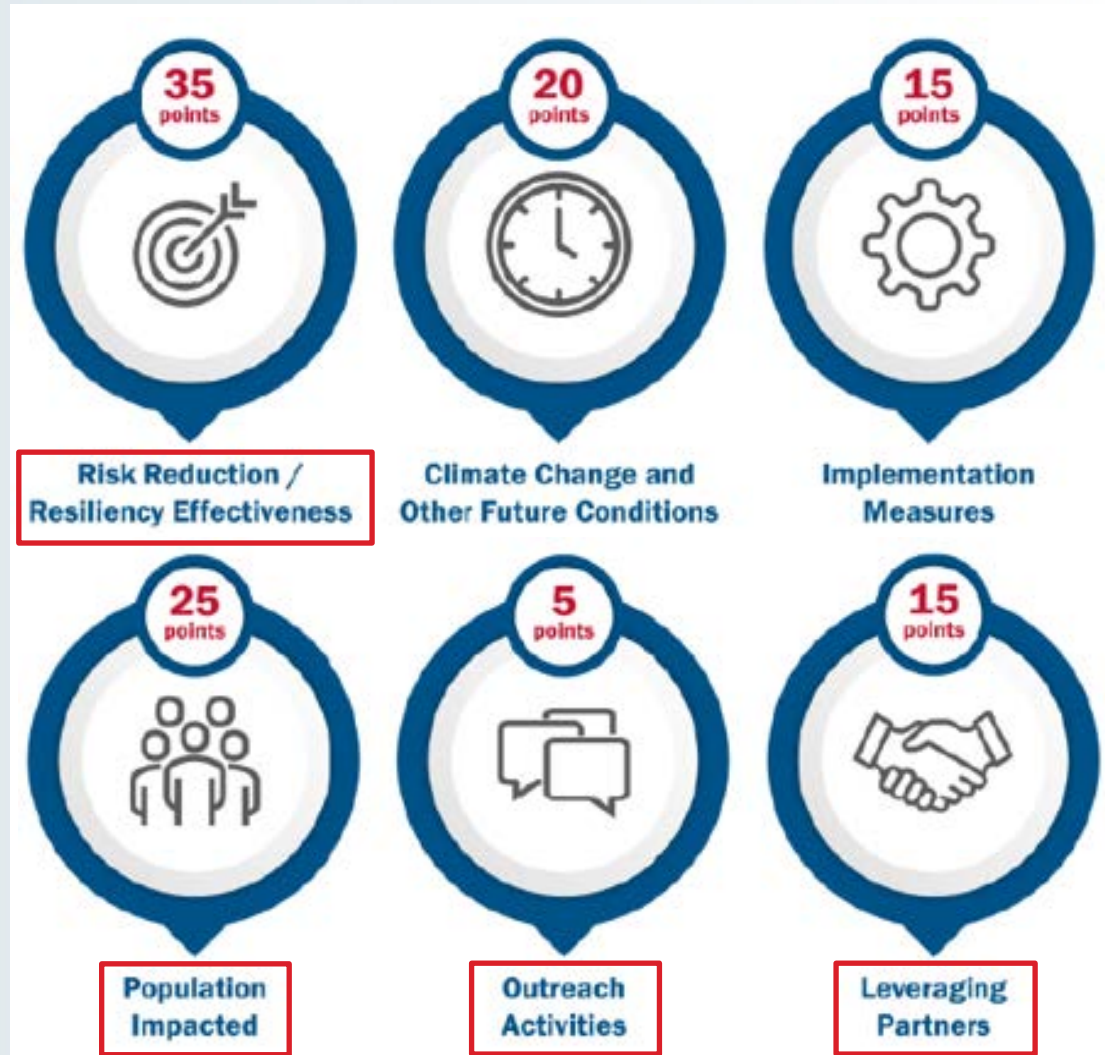 35
points
20
points
15
points
Risk Reduction /
Resiliency Effectiveness
Climate Change and
Other Future Conditions
Implementation
Measures
25
points
5
points
15
points
Population
Impacted
Outreach
Activities
Leveraging
Partners